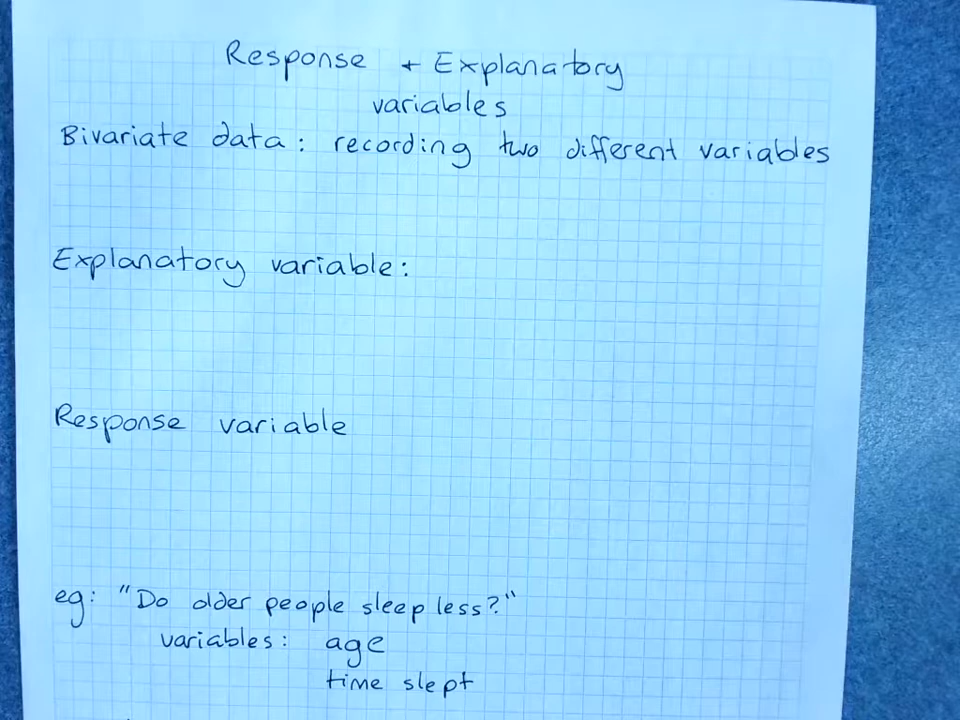 Response + Explanatory
variables
Bivariate data: recording two different variables
Explanatory variable:
Response variable
eg: "Do older people sleep less?"
variables: age
time slept